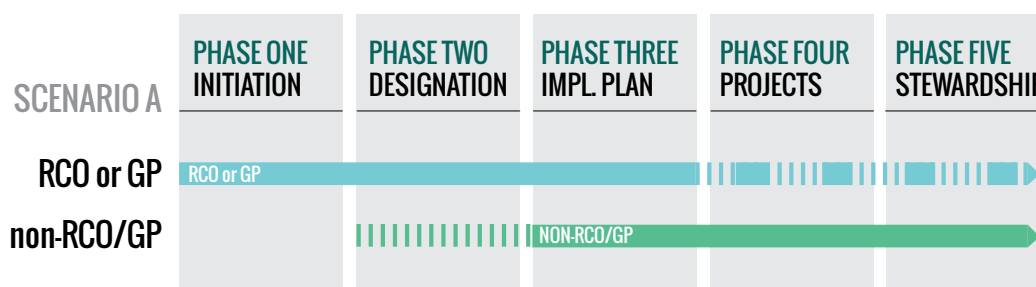 PHASE ONE
INITIATION
PHASE TWO
DESIGNATION
PHASE THREE
IMPL. PLAN
PHASE FOUR
PROJECTS
PHASE FIVE
STEWARDSHI
SCENARIO A
RCO or GP
RCO or GP
non-RCO/GP
NON-RCO/GP